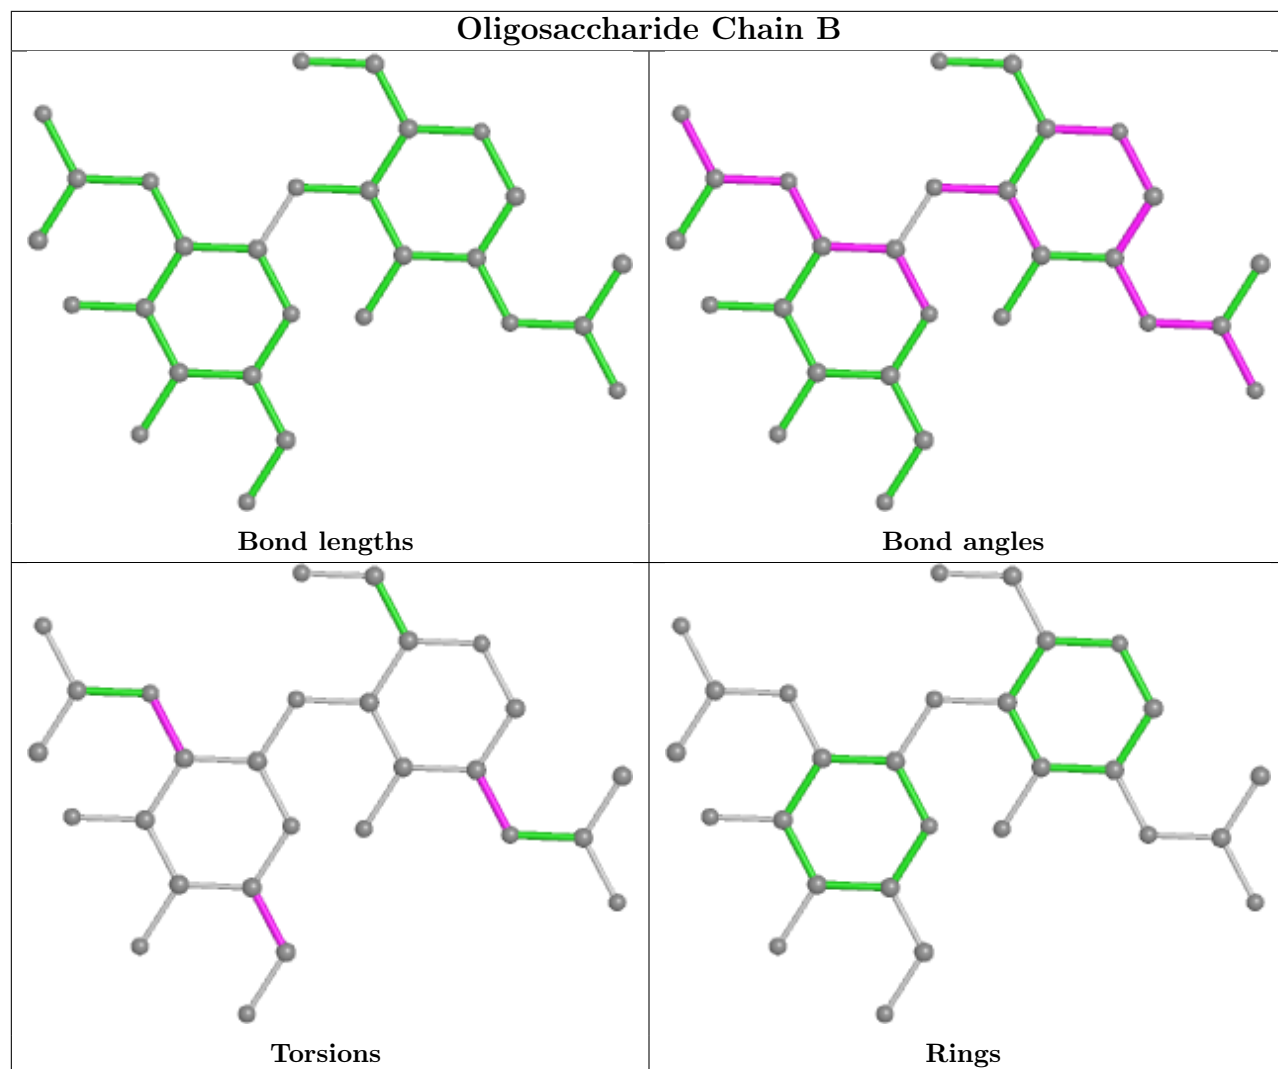 Oligosaccharide Chain B
Bond lengths
Bond angles
Torsions
Rings